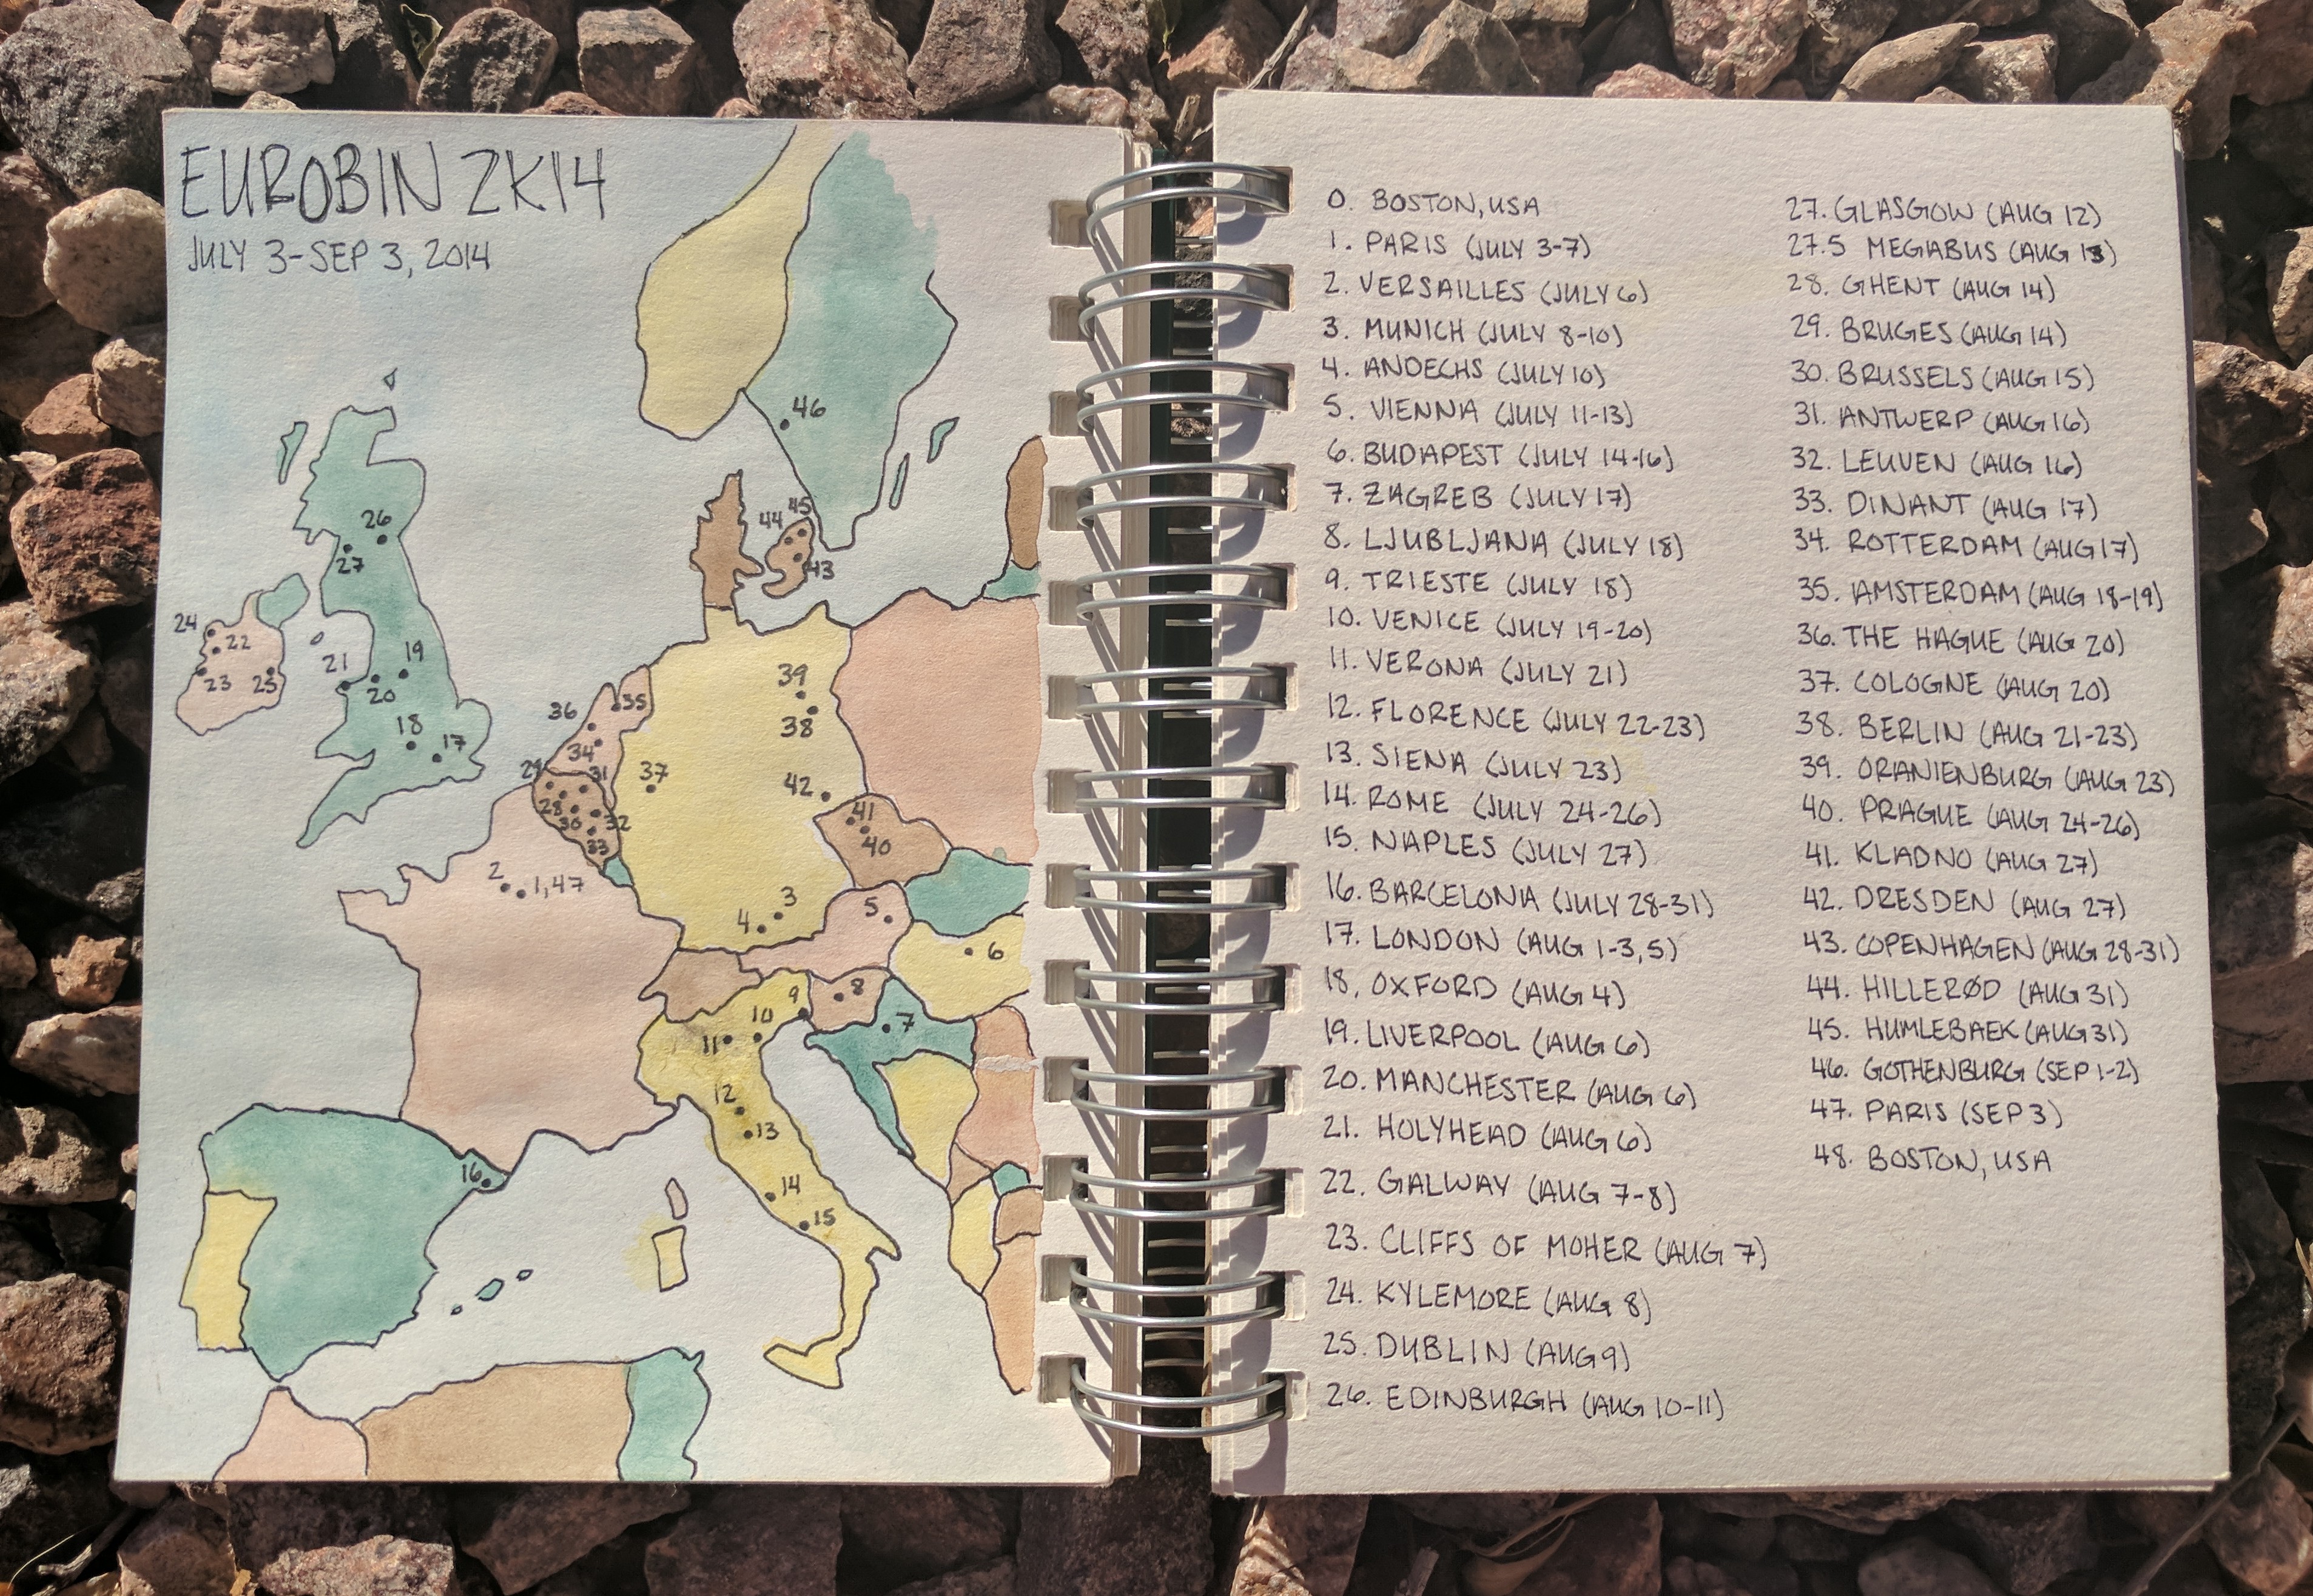 EUROBIN 2K14
JULY 3-SEP 3, 2014
46
45
44
43
26
27
24
22
23
25
21
19
20
18
17
39
38
36
35
34
37
29
31
28
30
32
33
42
41
40
2
1,47
3
4
5
6
9
8
10
7
11
12
13
14
15
16
0. BOSTON, USA
1. PARIS (JULY 3-7)
2. VERSAILLES (JULY 6)
3. MUNICH (JULY 8-10)
4. ANDECHS (JULY 10)
5. VIENNA (JULY 11-13)
6. BUDAPEST (JULY 14-16)
7. ZAGREB (JULY 17)
8. LJUBLJANA (JULY 18)
9. TRIESTE (JULY 18)
10. VENICE (JULY 19-20)
11. VERONA (JULY 21)
12. FLORENCE (JULY 22-23)
13. SIENA (JULY 23)
14. ROME (JULY 24-26)
15. NAPLES (JULY 27)
16. BARCELONA (JULY 28-31)
17. LONDON (AUG 1-3, 5)
18. OXFORD (AUG 4)
19. LIVERPOOL (AUG 6)
20. MANCHESTER (AUG 6)
21. HOLYHEAD (AUG 6)
22. GALWAY (AUG 7-8)
23. CLIFFS OF MOHER (AUG 7)
24. KYLEMORE (AUG 8)
25. DUBLIN (AUG 9)
26. EDINBURGH (AUG 10-11)
27. GLASGOW (AUG 12)
27.5 MEGABUS (AUG 13)
28. GHENT (AUG 14)
29. BRUGES (AUG 14)
30. BRUSSELS (AUG 15)
31. ANTWERP (AUG 16)
32. LEUVEN (AUG 16)
33. DINANT (AUG 17)
34. ROTTERDAM (AUG 17)
35. AMSTERDAM (AUG 18-19)
36. THE HAGUE (AUG 20)
37. COLOGNE (AUG 20)
38. BERLIN (AUG 21-23)
39. ORANIENBURG (AUG 23)
40. PRAGUE (AUG 24-26)
41. KLADNO (AUG 27)
42. DRESDEN (AUG 27)
43. COPENHAGEN (AUG 28-31)
44. HILLERØD (AUG 31)
45. HUMLEBAEK (AUG 31)
46. GOTHENBURG (SEP 1-2)
47. PARIS (SEP 3)
48. BOSTON, USA